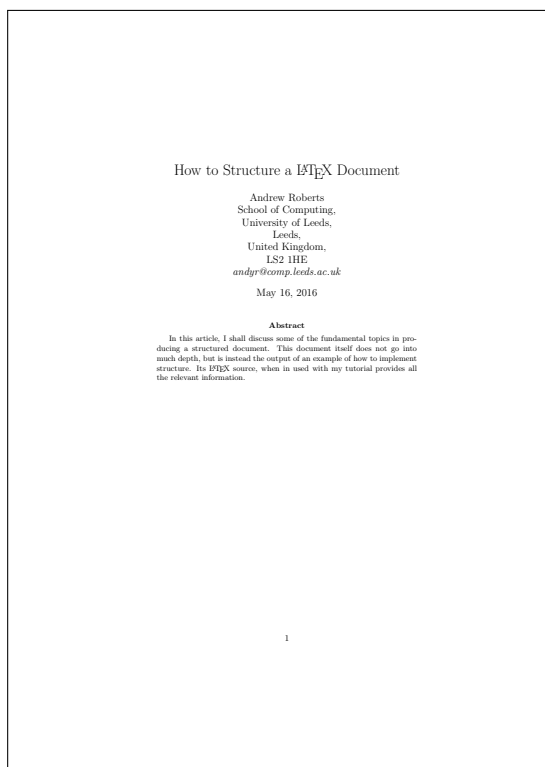 How to Structure a LATEX Document
Andrew Roberts
School of Computing,
University of Leeds,
Leeds,
United Kingdom,
LS2 1HE
andyr@comp.leeds.ac.uk
May 16, 2016
Abstract
In this article, I shall discuss some of the fundamental topics in pro-
ducing a structured document. This document itself does not go into
much depth, but is instead the output of an example of how to implement
structure. Its LATEX source, when in used with my tutorial provides all
the relevant information.
1